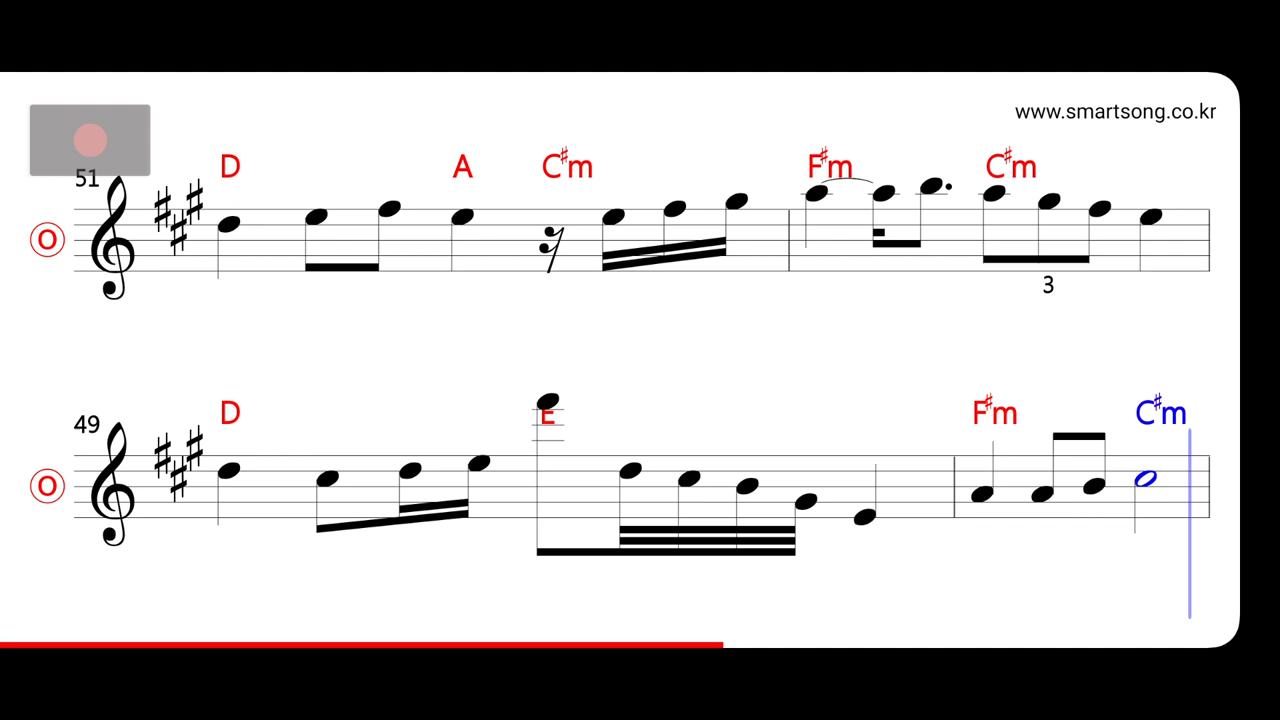 www.smartsong.co.kr
D A C♯m F♯m C♯m
51
O
3
D E F♯m C♯m
49
O